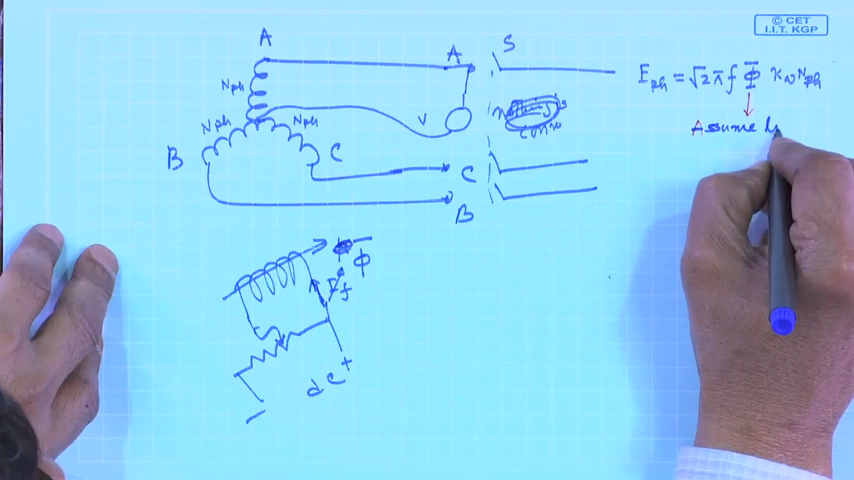 © CET
I.I.T. KGP
A
A
S
Nph
Nph
Nph
V
B
C
C
B
Eph = √2 π f Φ̄ Kw Nph
Assume
If
Φ̄
dc +
−